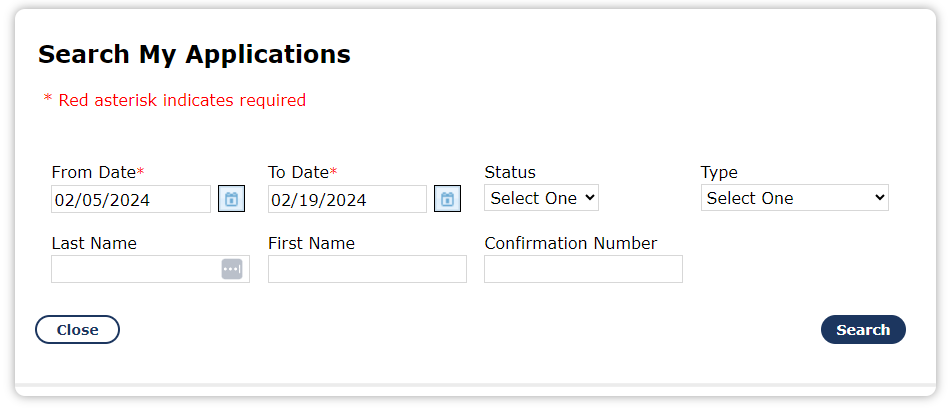 Search My Applications
* Red asterisk indicates required
From Date* To Date* Status Type
02/05/2024 02/19/2024 Select One Select One
Last Name First Name Confirmation Number
Close Search